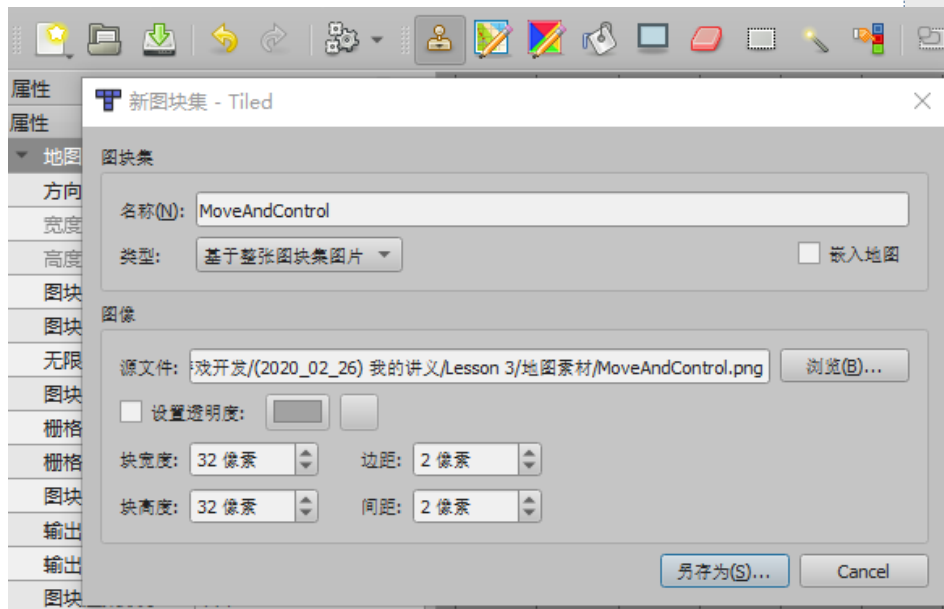 属性
新图块集 - Tiled
属性
地图
图块集
方向
名称(N): MoveAndControl
宽度
类型: 基于整张图块集图片 嵌入地图
高度
图块
图像
图块
无限
源文件: 戏开发/(2020_02_26) 我的讲义/Lesson 3/地图素材/MoveAndControl.png 浏览(B)...
图块
设置透明度:
栅格
块宽度: 32 像素 边距: 2 像素
栅格
图块
块高度: 32 像素 间距: 2 像素
输出
输出
另存为(S)... Cancel
图块